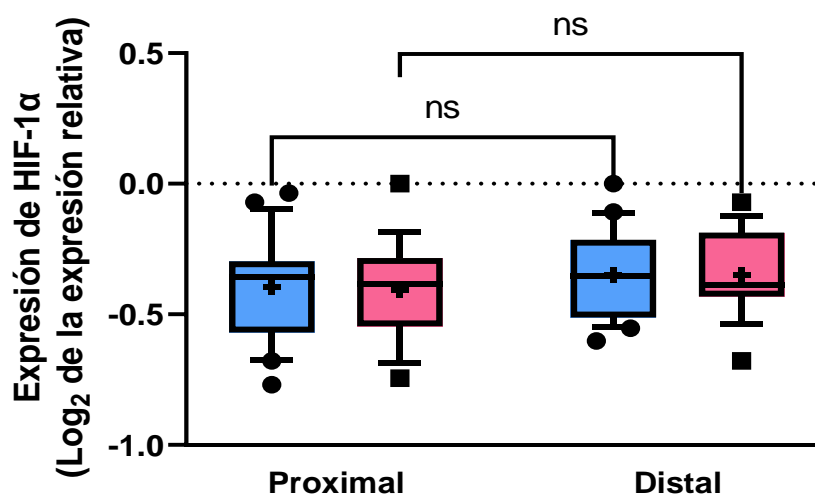 Expresión de HIF-1α
(Log₂ de la expresión relativa)
0.5
0.0
-0.5
-1.0
ns
ns
Proximal
Distal